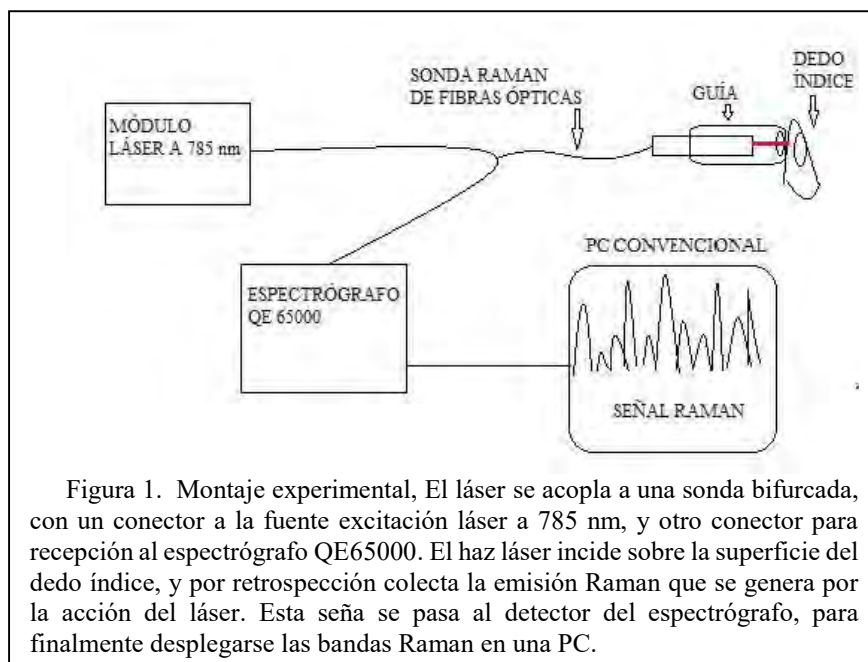 DEDO
ÍNDICE
SONDA RAMAN
DE FIBRAS ÓPTICAS
GUÍA
MÓDULO
LÁSER A 785 nm
PC CONVENCIONAL
ESPECTRÓGRAFO
QE 65000
SEÑAL RAMAN
Figura 1. Montaje experimental, El láser se acopla a una sonda bifurcada,
con un conector a la fuente excitación láser a 785 nm, y otro conector para
recepción al espectrógrafo QE65000. El haz láser incide sobre la superficie del
dedo índice, y por retrospección colecta la emisión Raman que se genera por
la acción del láser. Esta seña se pasa al detector del espectrógrafo, para
finalmente desplegarse las bandas Raman en una PC.